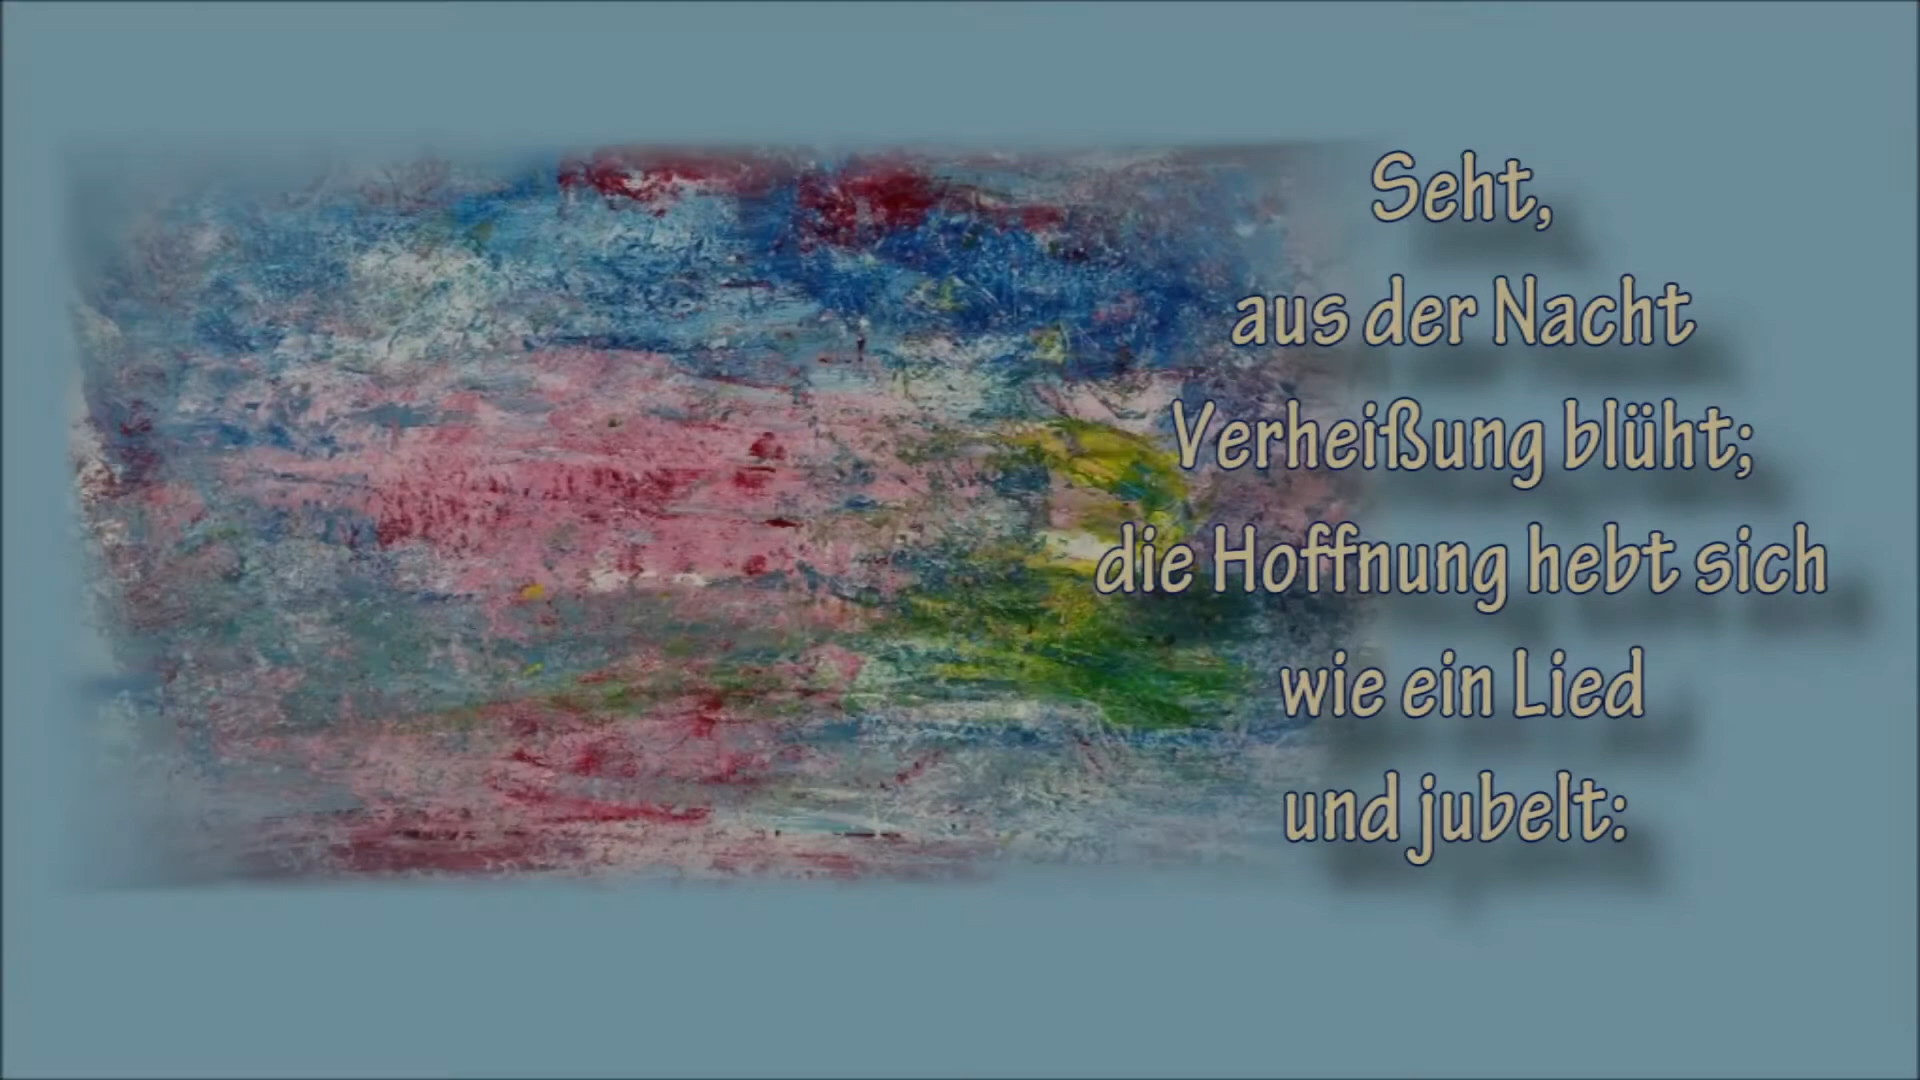 Seht,
aus der Nacht
Verheißung blüht;
die Hoffnung hebt sich
wie ein Lied
und jubelt: